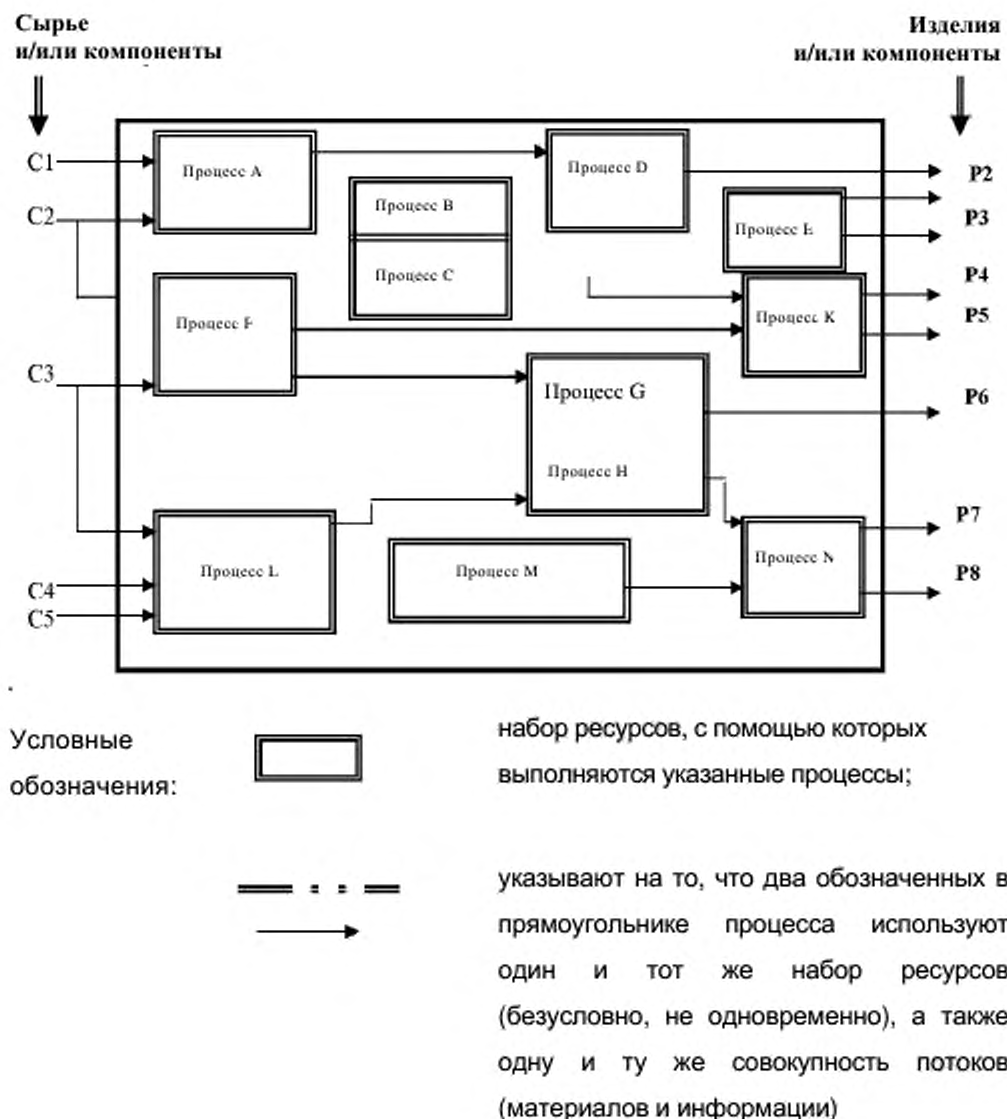 Сырье
и/или компоненты
Изделия
и/или компоненты
C1
Процесс A
Процесс D
P2
Процесс B
C2
P3
Процесс E
Процесс C
P4
Процесс F
Процесс K
P5
C3
Процесс G
P6
Процесс H
P7
Процесс L
Процесс M
Процесс N
P8
C4
C5
Условные
обозначения:
набор ресурсов, с помощью которых
выполняются указанные процессы;
указывают на то, что два обозначенных в
прямоугольнике процесса используют
один и тот же набор ресурсов
(безусловно, не одновременно), а также
одну и ту же совокупность потоков
(материалов и информации)